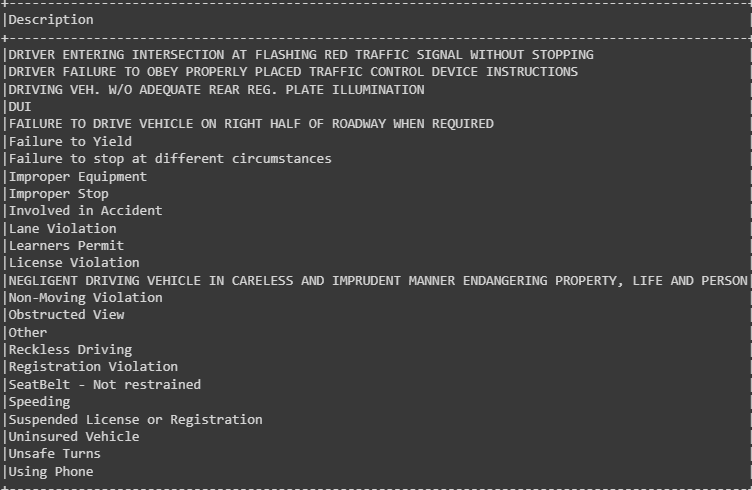 |Description
|DRIVER ENTERING INTERSECTION AT FLASHING RED TRAFFIC SIGNAL WITHOUT STOPPING
|DRIVER FAILURE TO OBEY PROPERLY PLACED TRAFFIC CONTROL DEVICE INSTRUCTIONS
|DRIVING VEH. W/O ADEQUATE REAR REG. PLATE ILLUMINATION
|DUI
|FAILURE TO DRIVE VEHICLE ON RIGHT HALF OF ROADWAY WHEN REQUIRED
|Failure to Yield
|Failure to stop at different circumstances
|Improper Equipment
|Improper Stop
|Involved in Accident
|Lane Violation
|Learners Permit
|License Violation
|NEGLIGENT DRIVING VEHICLE IN CARELESS AND IMPRUDENT MANNER ENDANGERING PROPERTY, LIFE AND PERSON|
|Non-Moving Violation
|Obstructed View
|Other
|Reckless Driving
|Registration Violation
|SeatBelt - Not restrained
|Speeding
|Suspended License or Registration
|Uninsured Vehicle
|Unsafe Turns
|Using Phone